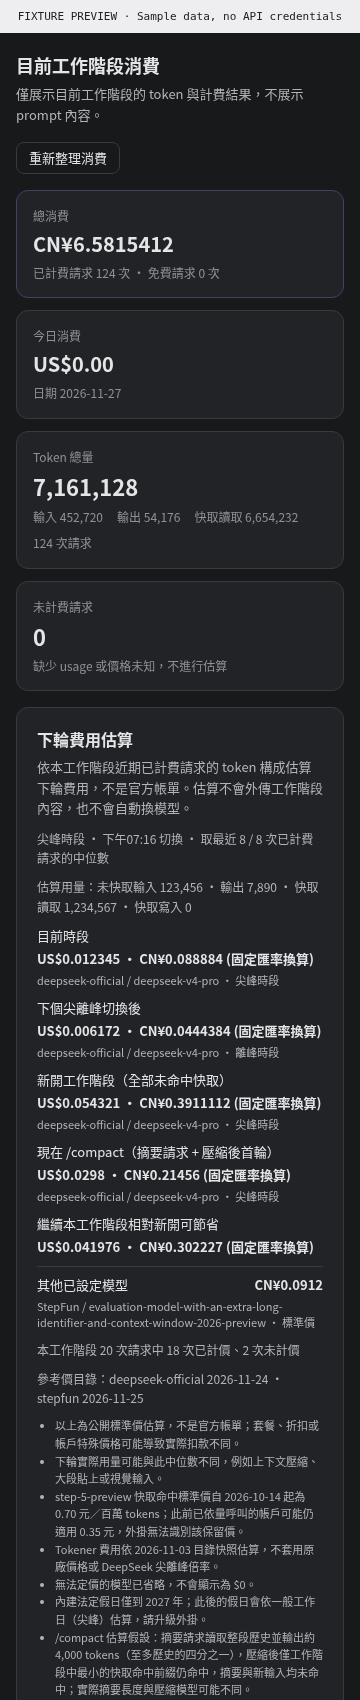 FIXTURE PREVIEW · Sample data, no API credentials
目前工作階段消費
僅展示目前工作階段的 token 與計費結果，不展示
prompt 內容。
重新整理消費
總消費
CN¥6.5815412
已計費請求 124 次 · 免費請求 0 次
今日消費
US$0.00
日期 2026-11-27
Token 總量
7,161,128
輸入 452,720 輸出 54,176 快取讀取 6,654,232
124 次請求
未計費請求
0
缺少 usage 或價格未知，不進行估算
下輪費用估算
依本工作階段近期已計費請求的 token 構成估算
下輪費用，不是官方帳單。估算不會外傳工作階段
內容，也不會自動換模型。
尖峰時段 · 下午07:16 切換 · 取最近 8 / 8 次已計費
請求的中位數
估算用量：未快取輸入 123,456 · 輸出 7,890 · 快取
讀取 1,234,567 · 快取寫入 0
目前時段
US$0.012345 · CN¥0.088884 (固定匯率換算)
deepseek-official / deepseek-v4-pro · 尖峰時段
下個尖離峰切換後
US$0.006172 · CN¥0.0444384 (固定匯率換算)
deepseek-official / deepseek-v4-pro · 離峰時段
新開工作階段（全部未命中快取）
US$0.054321 · CN¥0.3911112 (固定匯率換算)
deepseek-official / deepseek-v4-pro · 尖峰時段
現在 /compact（摘要請求 + 壓縮後首輪）
US$0.0298 · CN¥0.21456 (固定匯率換算)
deepseek-official / deepseek-v4-pro · 尖峰時段
繼續本工作階段相對新開可節省
US$0.041976 · CN¥0.302227 (固定匯率換算)
其他已設定模型 CN¥0.0912
StepFun / evaluation-model-with-an-extra-long-
identifier-and-context-window-2026-preview · 標準價
本工作階段 20 次請求中 18 次已計價、2 次未計價
參考價目錄：deepseek-official 2026-11-24 ·
stepfun 2026-11-25
• 以上為公開標準價估算，不是官方帳單；套餐、折扣或
帳戶特殊價格可能導致實際扣款不同。
• 下輪實際用量可能與此中位數不同，例如上下文壓縮、
大段貼上或視覺輸入。
• step-5-preview 快取命中標準價自 2026-10-14 起為
0.70 元／百萬 tokens；此前已依量呼叫的帳戶可能仍
適用 0.35 元，外掛無法識別該保留價。
• Tokener 費用依 2026-11-03 目錄快照估算，不套用原
廠價格或 DeepSeek 尖離峰倍率。
• 無法定價的模型已省略，不會顯示為 $0。
• 內建法定假日僅到 2027 年；此後的假日會依一般工作
日（尖峰）估算，請升級外掛。
• /compact 估算假設：摘要請求讀取整段歷史並輸出約
4,000 tokens（至多歷史的四分之一），壓縮後僅工作階
段中最小的快取命中前綴仍命中，摘要與新輸入均未命
中；實際摘要長度與壓縮模型可能不同。